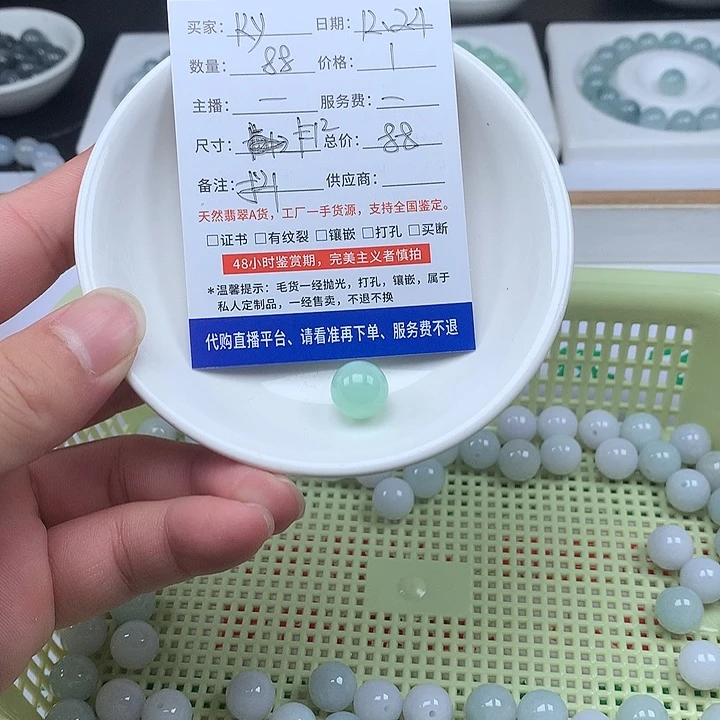 买家：Ky 日期：12.24
数量：88 价格：1
主播：— 服务费：—
尺寸： 总价：88
备注： 供应商：
天然翡翠A货，工厂一手货源，支持全国鉴定。
□证书 □有纹裂 □镶嵌 □打孔 □买断
48小时鉴赏期，完美主义者慎拍
*温馨提示：毛货一经抛光，打孔，镶嵌，属于
私人定制品，一经售卖，不退不换
代购直播平台、请看准再下单、服务费不退